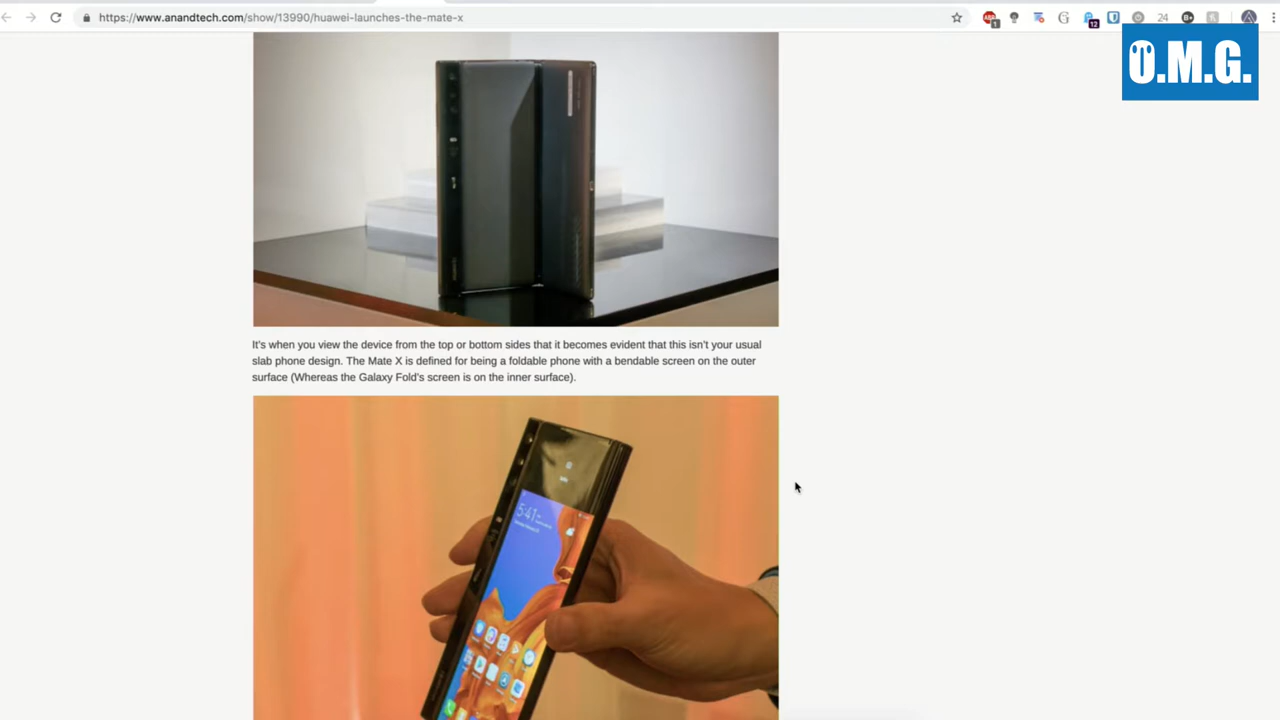 https://www.anandtech.com/show/13990/huawei-launches-the-mate-x
1
12
24
B+
O.M.G.
It's when you view the device from the top or bottom sides that it becomes evident that this isn't your usual
slab phone design. The Mate X is defined for being a foldable phone with a bendable screen on the outer
surface (Whereas the Galaxy Fold's screen is on the inner surface).
5:41